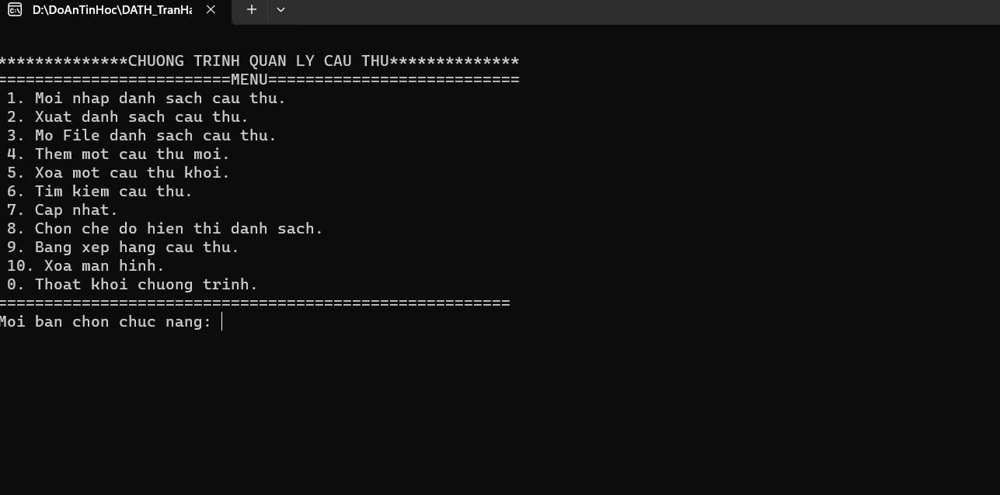 D:\DoAnTinHoc\DATH_TranHa
**************CHUONG TRINH QUAN LY CAU THU**************
=========================MENU===========================
1. Moi nhap danh sach cau thu.
2. Xuat danh sach cau thu.
3. Mo File danh sach cau thu.
4. Them mot cau thu moi.
5. Xoa mot cau thu khoi.
6. Tim kiem cau thu.
7. Cap nhat.
8. Chon che do hien thi danh sach.
9. Bang xep hang cau thu.
10. Xoa man hinh.
0. Thoat khoi chuong trinh.
=======================================================
Moi ban chon chuc nang: